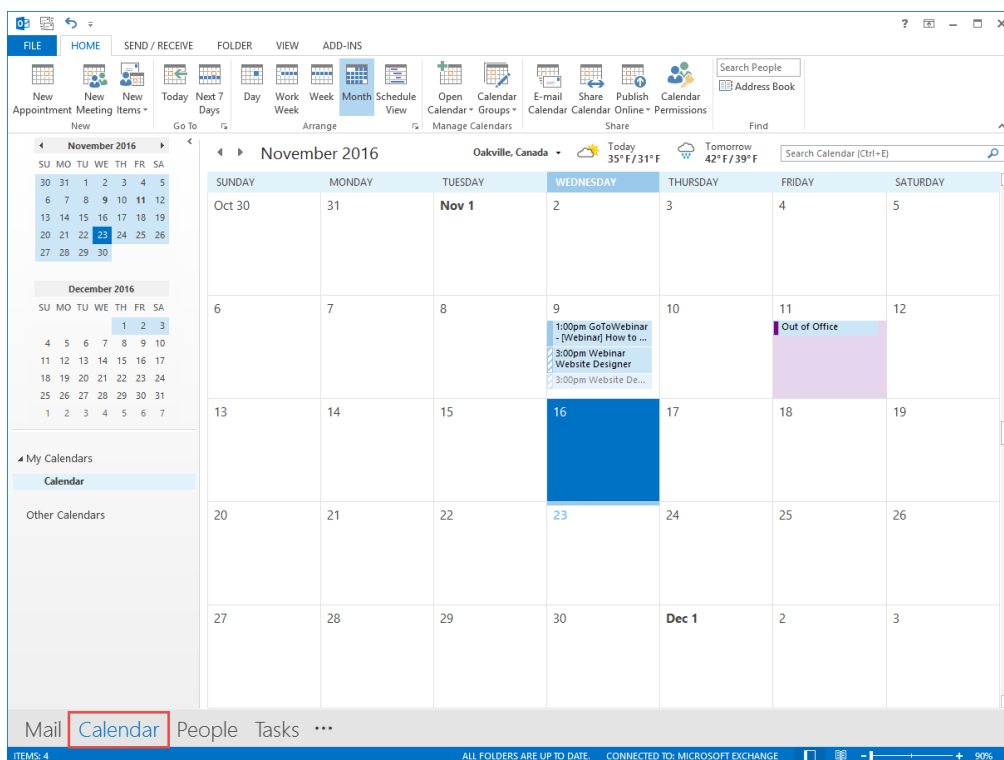 ?
FILE HOME SEND / RECEIVE FOLDER VIEW ADD-INS
New Appointment
New Meeting
New Items
New
Today
Next 7 Days
Go To
Day
Work Week
Week
Month
Schedule View
Arrange
Open Calendar
Calendar Groups
Manage Calendars
E-mail Calendar
Share Calendar
Publish Online
Calendar Permissions
Share
Search People
Address Book
Find
November 2016
SU MO TU WE TH FR SA
30 31 1 2 3 4 5
6 7 8 9 10 11 12
13 14 15 16 17 18 19
20 21 22 23 24 25 26
27 28 29 30
December 2016
SU MO TU WE TH FR SA
1 2 3
4 5 6 7 8 9 10
11 12 13 14 15 16 17
18 19 20 21 22 23 24
25 26 27 28 29 30 31
1 2 3 4 5 6 7
My Calendars
Calendar
Other Calendars
November 2016
Oakville, Canada
Today
35°F/31°F
Tomorrow
42°F/39°F
Search Calendar (Ctrl+E)
SUNDAY MONDAY TUESDAY WEDNESDAY THURSDAY FRIDAY SATURDAY
Oct 30 31 Nov 1 2 3 4 5
6 7 8 9 10 11 12
1:00pm GoToWebinar
- [Webinar] How to ...
3:00pm Webinar
Website Designer
3:00pm Website De...
Out of Office
13 14 15 16 17 18 19
20 21 22 23 24 25 26
27 28 29 30 Dec 1 2 3
Mail Calendar People Tasks ...
ITEMS: 4 ALL FOLDERS ARE UP TO DATE. CONNECTED TO: MICROSOFT EXCHANGE 90%